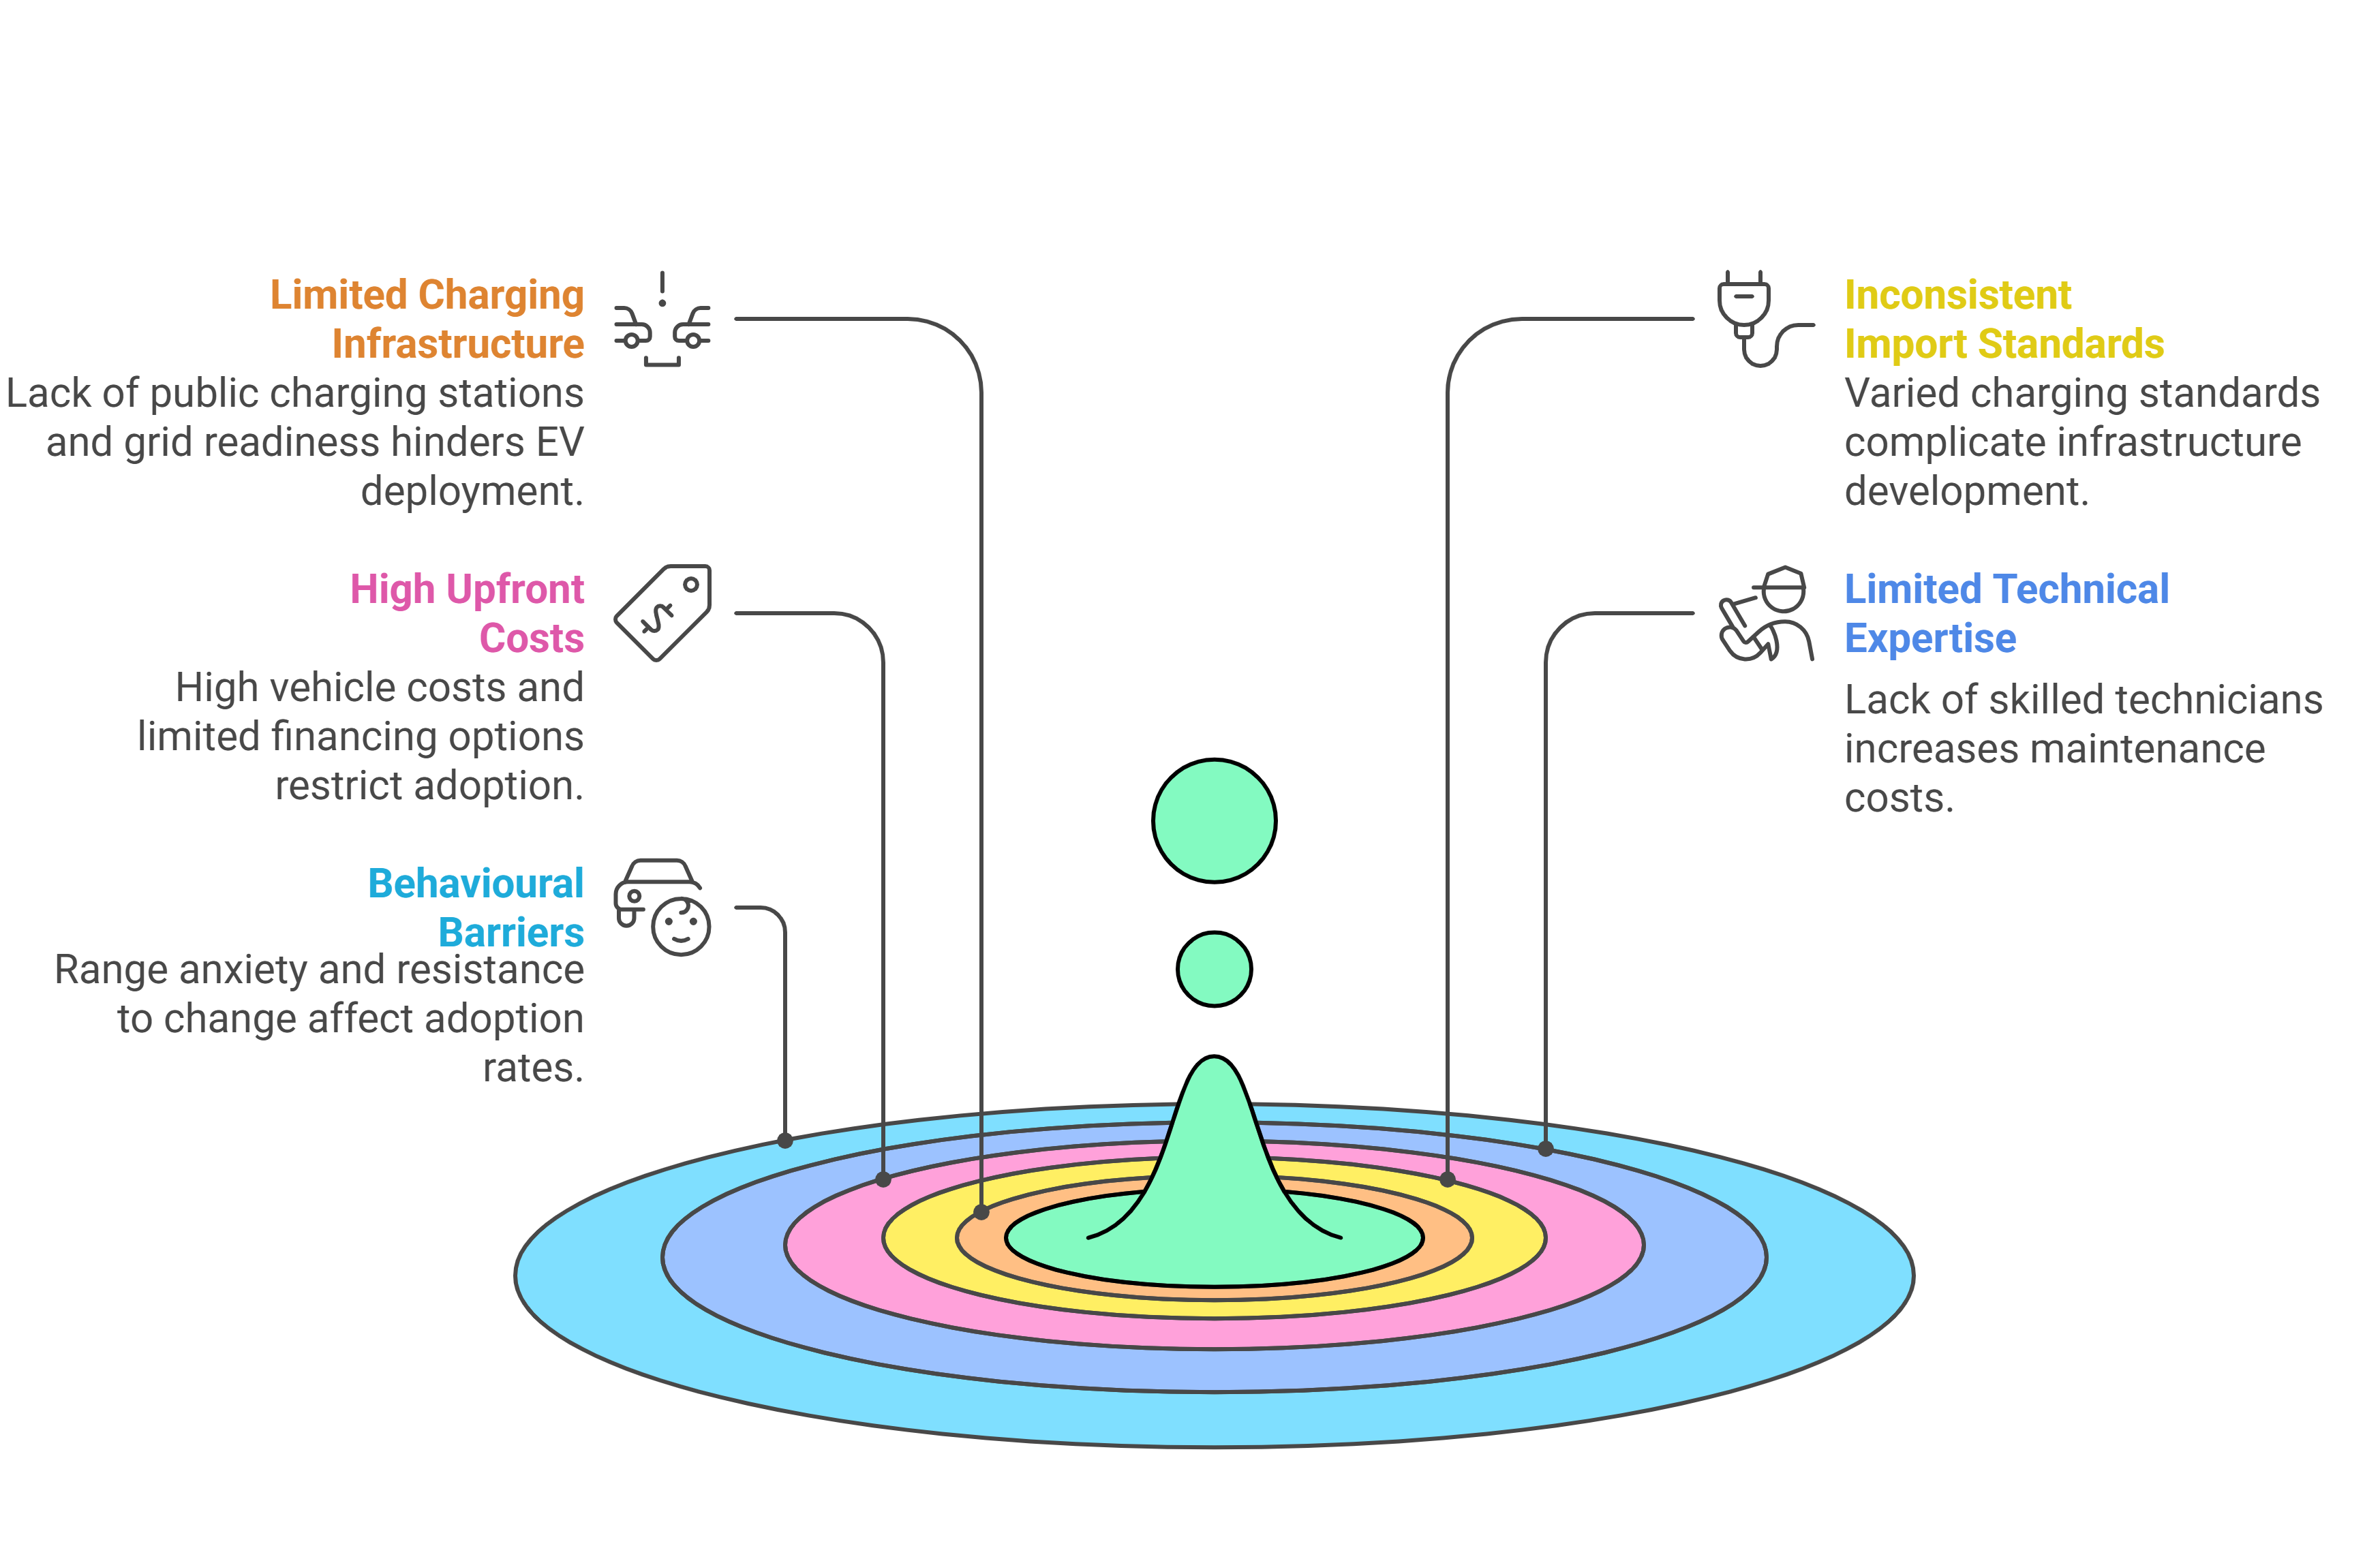 Limited Charging
Infrastructure
Lack of public charging stations
and grid readiness hinders EV
deployment.
High Upfront
Costs
High vehicle costs and
limited financing options
restrict adoption.
Behavioural
Barriers
Range anxiety and resistance
to change affect adoption
rates.
Inconsistent
Import Standards
Varied charging standards
complicate infrastructure
development.
Limited Technical
Expertise
Lack of skilled technicians
increases maintenance
costs.